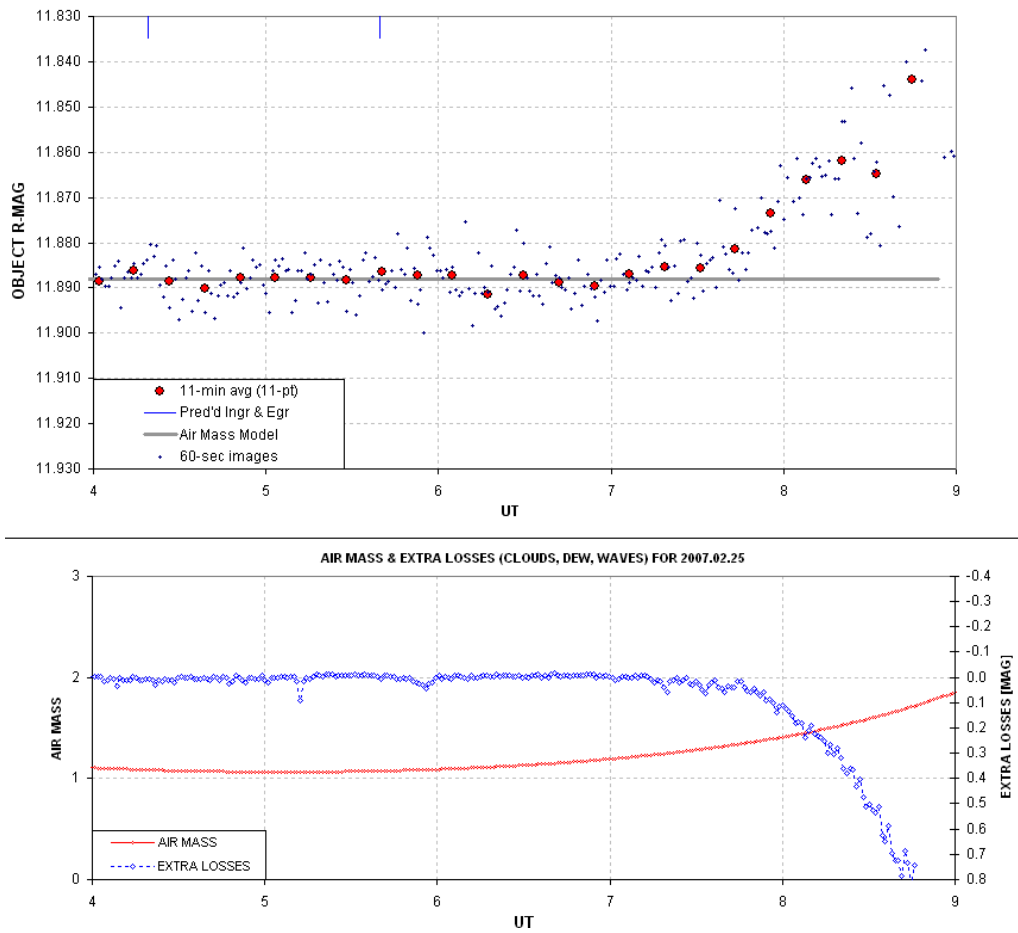 11.830
11.840
11.850
11.860
11.870
11.880
11.890
11.900
11.910
11.920
11.930
OBJECT R-MAG
11-min avg (11-pt)
Pred'd Ingr & Egr
Air Mass Model
60-sec images
4 5 6 7 8 9
UT
AIR MASS & EXTRA LOSSES (CLOUDS, DEW, WAVES) FOR 2007.02.25
3
2
1
0
AIR MASS
-0.4
-0.3
-0.2
-0.1
0.0
0.1
0.2
0.3
0.4
0.5
0.6
0.7
0.8
EXTRA LOSSES [MAG]
AIR MASS
EXTRA LOSSES
4 5 6 7 8 9
UT